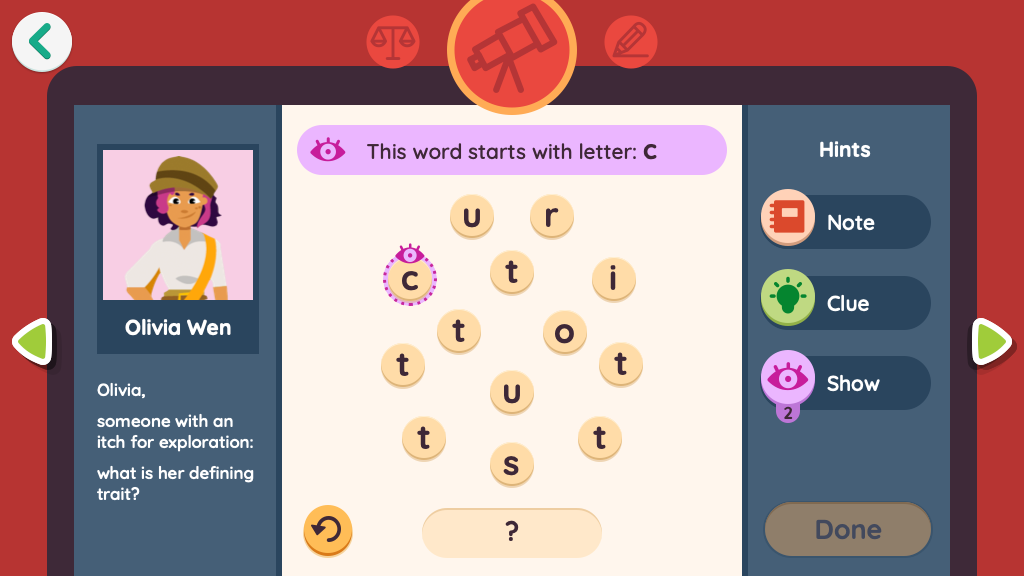 This word starts with letter: C
Hints
u r
c t i
t o
t t
u
t t
s
?
Note
Clue
Show
2
Done
Olivia Wen
Olivia,
someone with an
itch for exploration:
what is her defining
trait?